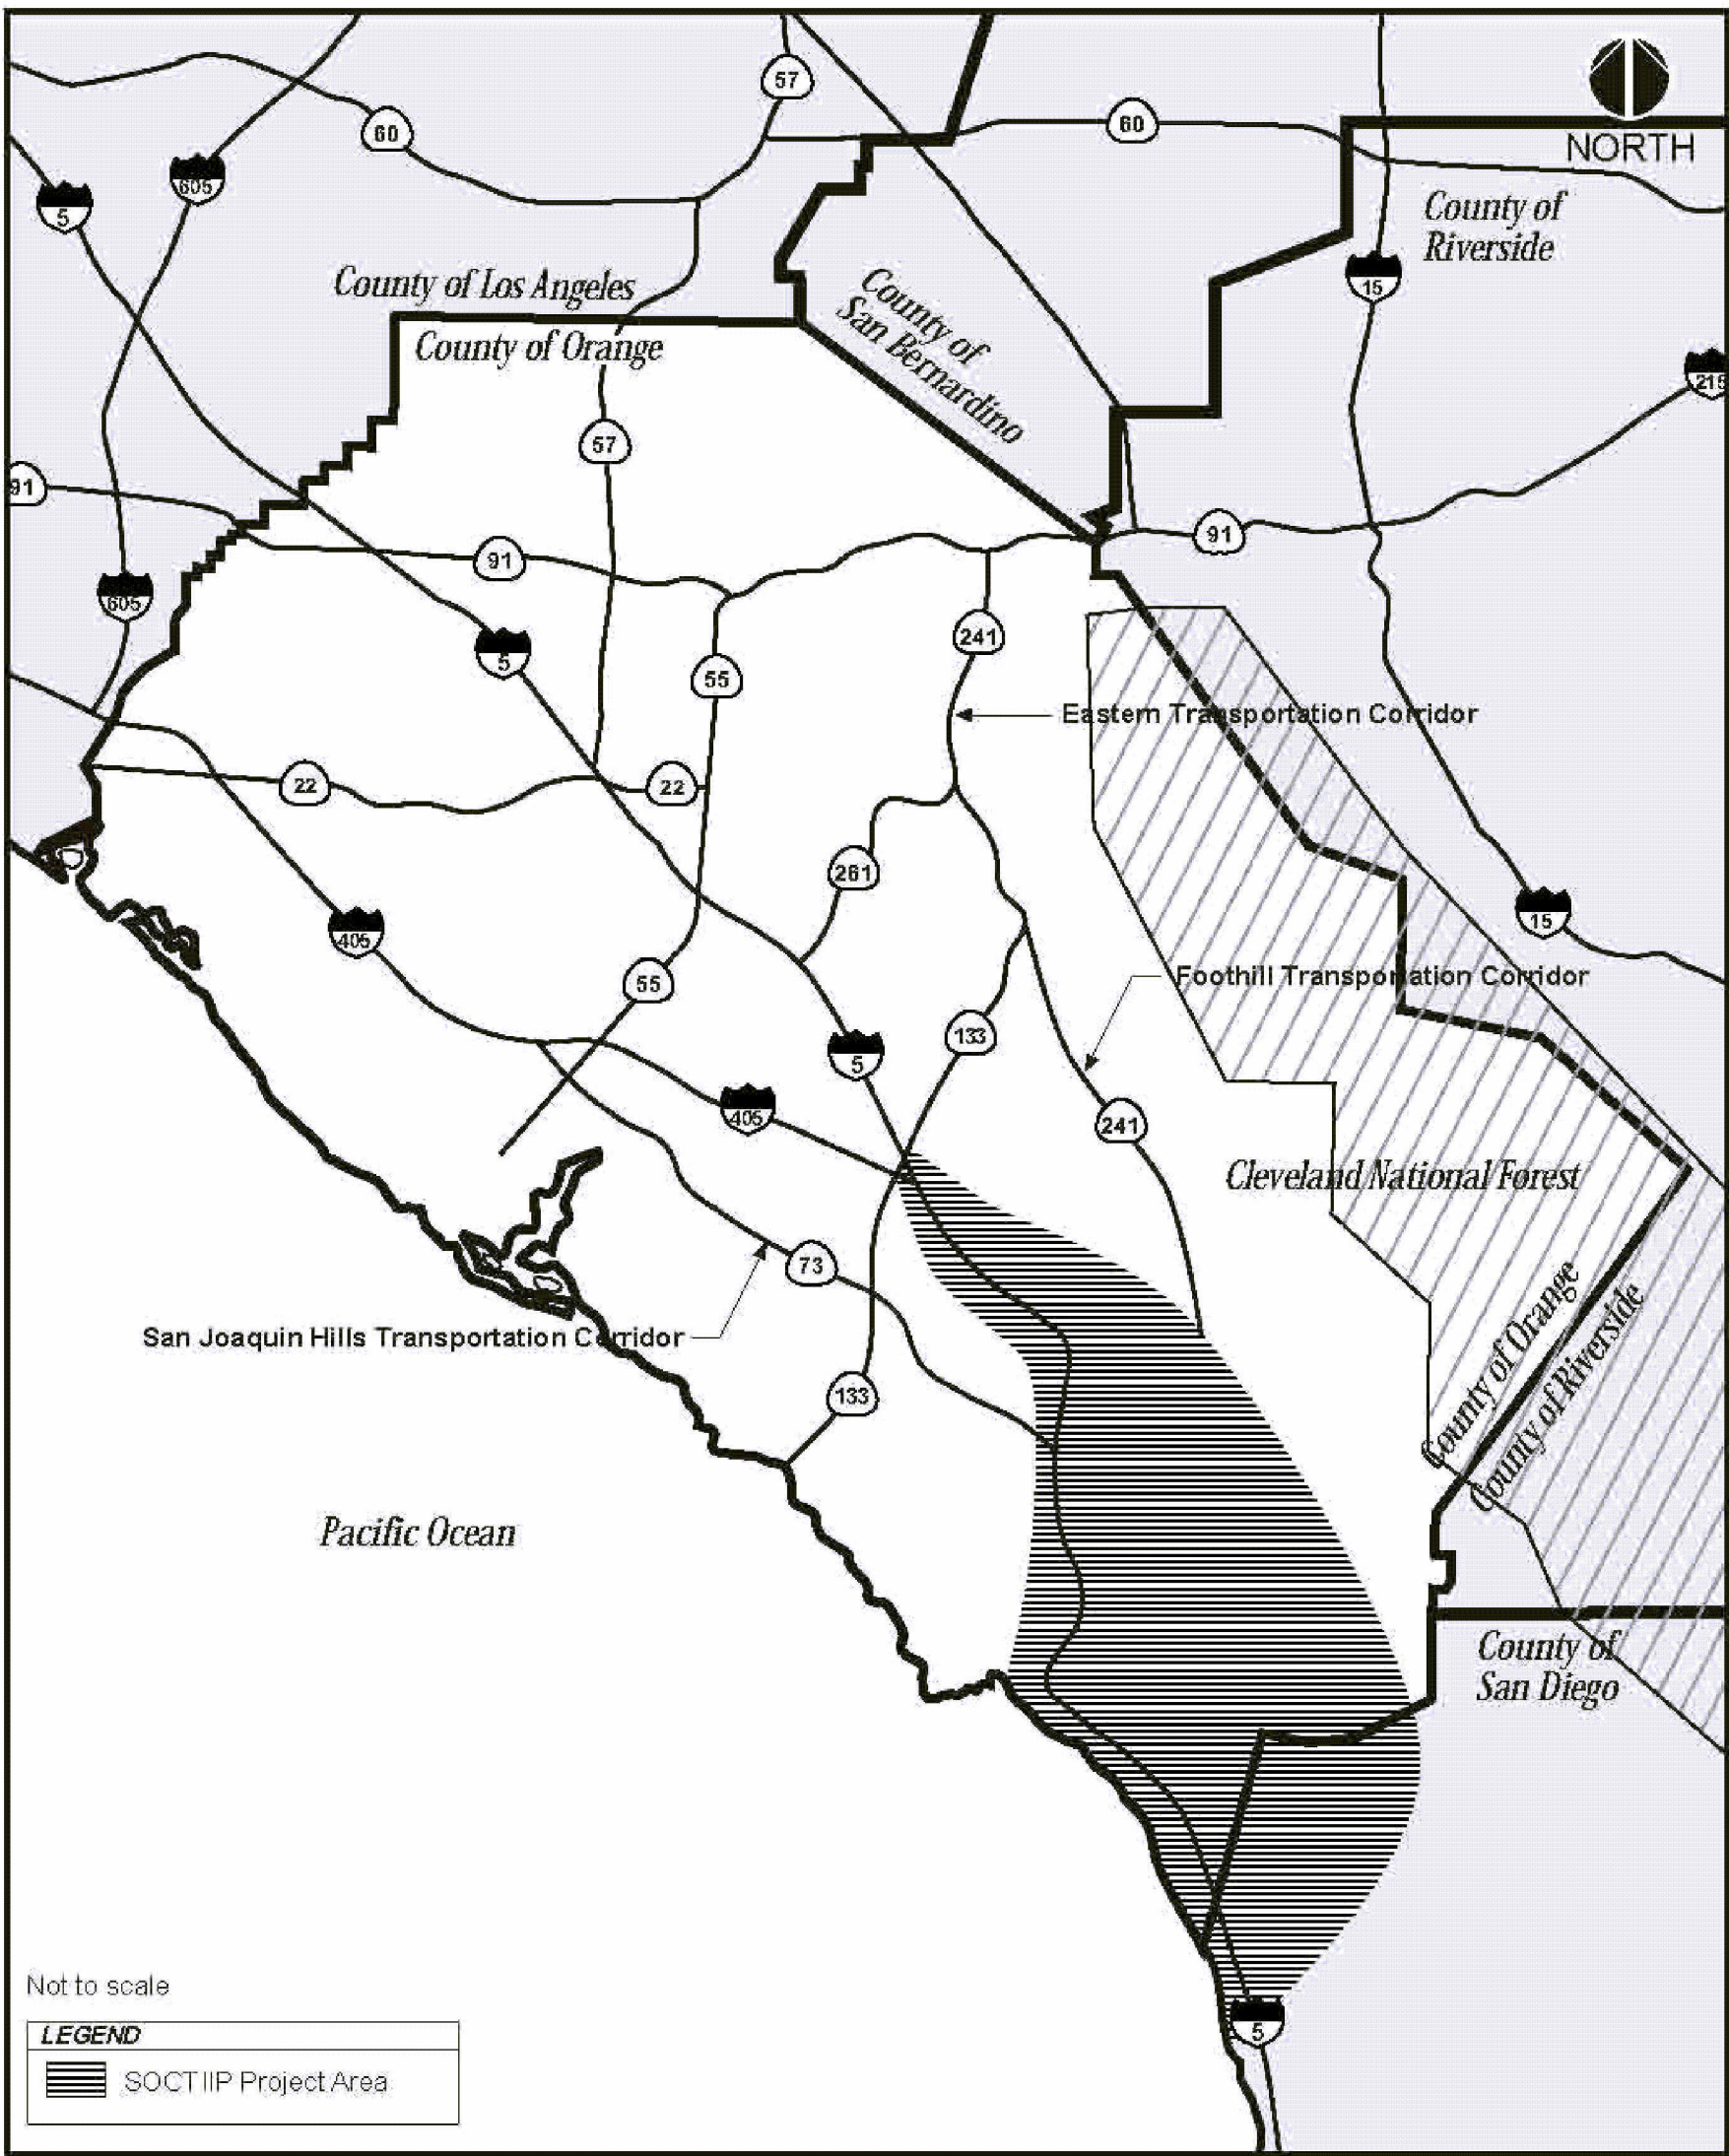 57
60
60
NORTH
605
5
County of
Riverside
15
County of Los Angeles
County of
San Bernardino
County of Orange
215
57
91
91
91
605
5
241
55
Eastern Transportation Corridor
22
22
261
15
405
Foothill Transportation Corridor
55
133
5
405
241
Cleveland National Forest
73
San Joaquin Hills Transportation Corridor
County of Orange
County of Riverside
133
Pacific Ocean
County of
San Diego
Not to scale
LEGEND
SOCTIIP Project Area
5